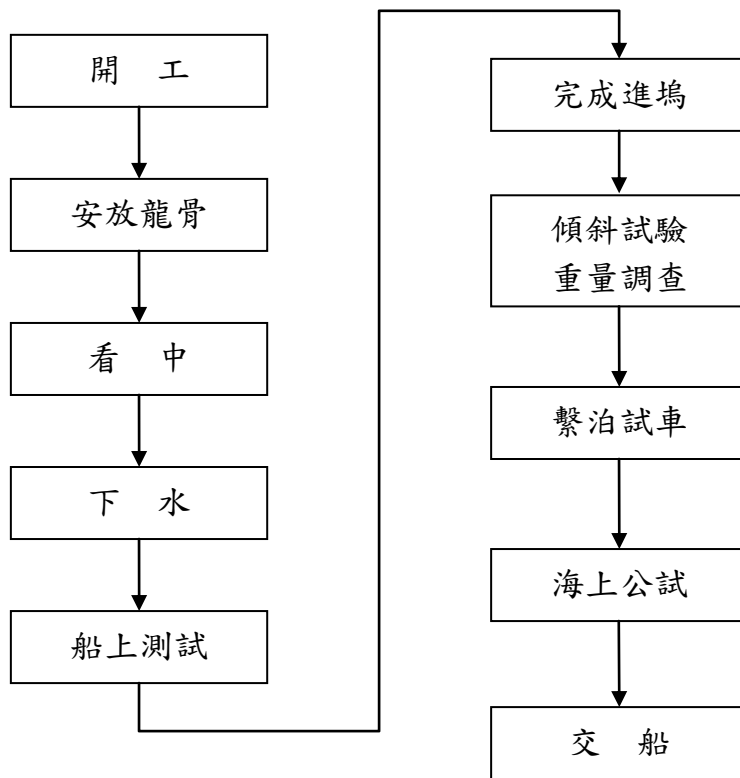 開 工
安放龍骨
看 中
下 水
船上測試
完成進塢
傾斜試驗
重量調查
繫泊試車
海上公試
交 船